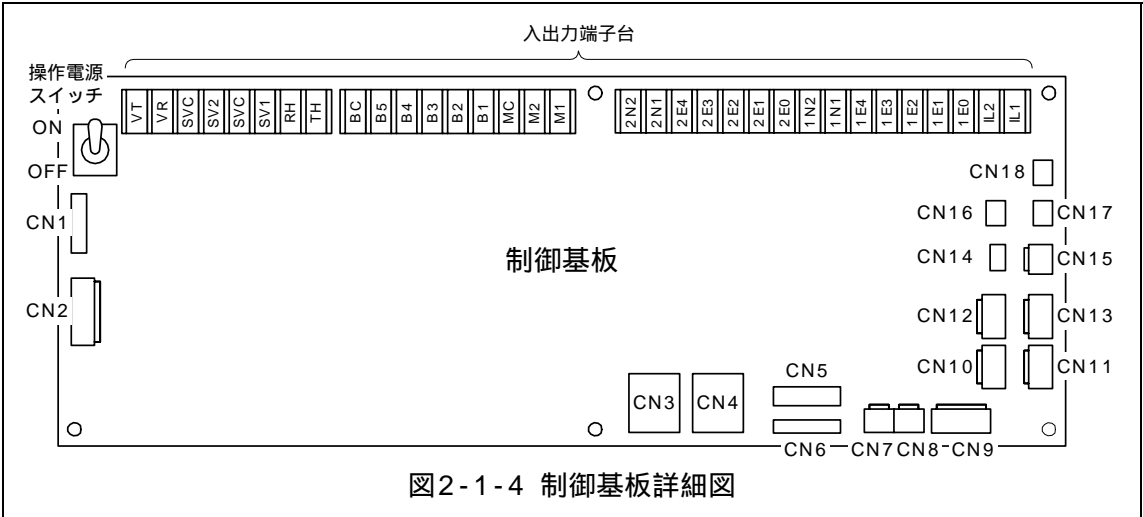 入出力端子台
操作電源
スイッチ
ON
OFF
VT VR SVC SV2 SVC SV1 RH TH BC B5 B4 B3 B2 B1 MC M2 M1 2N2 2N1 2E4 2E3 2E2 2E1 2E0 1N2 1N1 1E4 1E3 1E2 1E1 1E0 IL2 IL1
CN18
CN1
CN16 CN17
制御基板
CN14 CN15
CN2
CN12 CN13
CN10 CN11
CN5
CN3 CN4
CN6 CN7 CN8 CN9
図2-1-4 制御基板詳細図